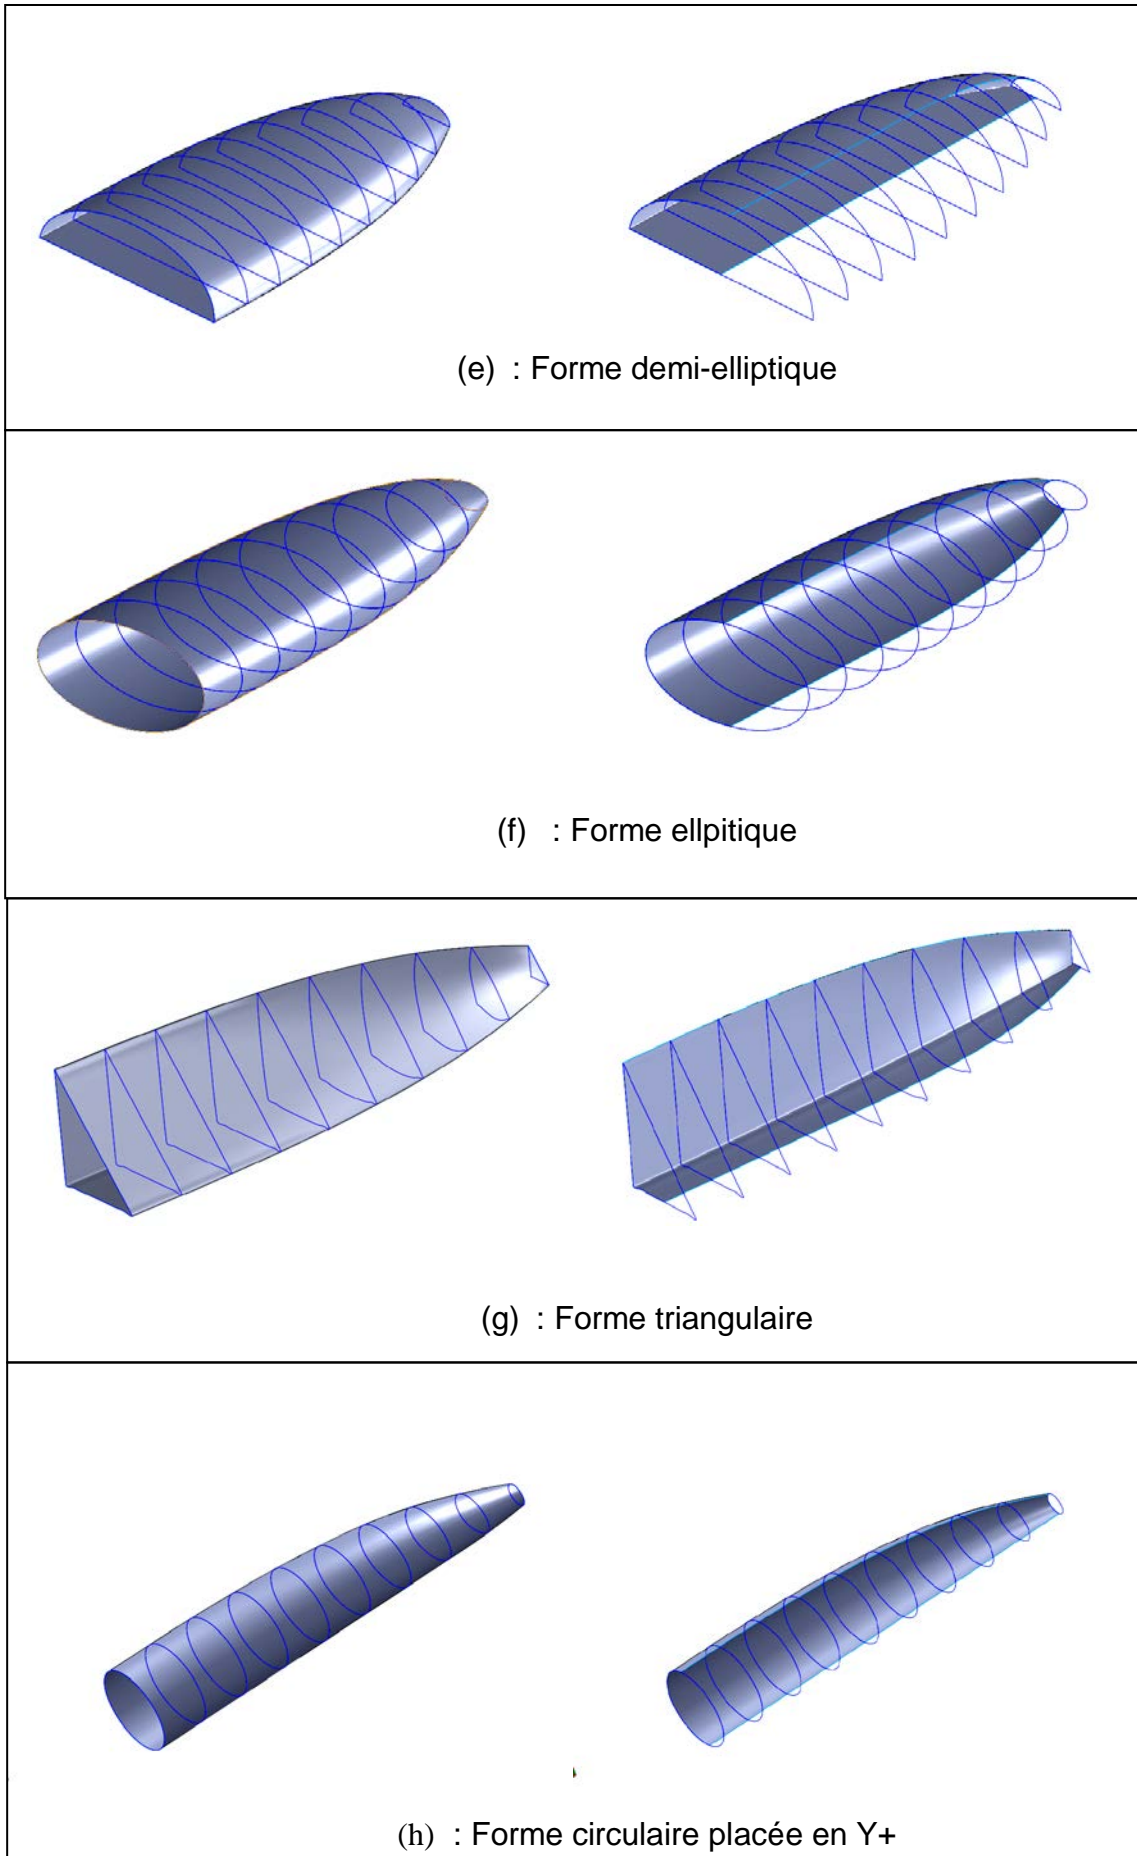 (e) : Forme demi-elliptique
(f) : Forme ellpitique
(g) : Forme triangulaire
(h) : Forme circulaire placée en Y+